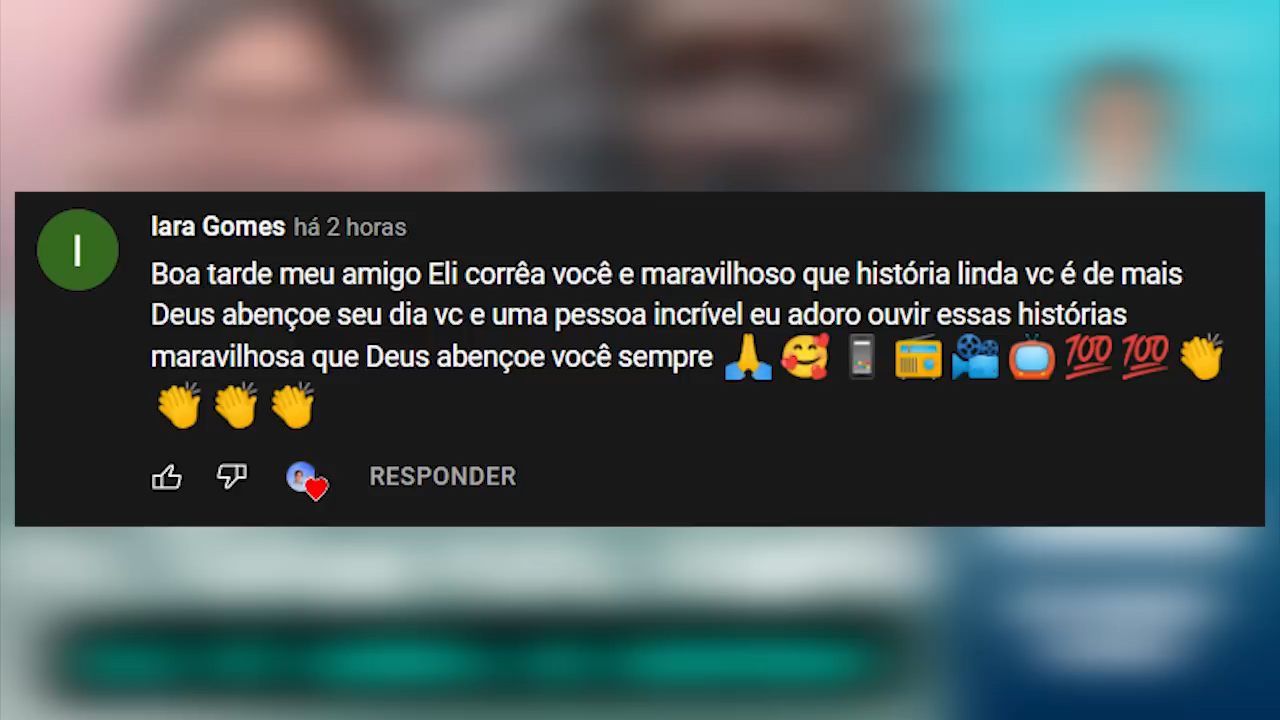 I
Iara Gomes há 2 horas
Boa tarde meu amigo Eli corrêa você e maravilhoso que história linda vc é de mais
Deus abençoe seu dia vc e uma pessoa incrível eu adoro ouvir essas histórias
maravilhosa que Deus abençoe você sempre 🙏 🥰 📱 📻 📽️ 📺 💯 💯 👏
👏 👏 👏
RESPONDER